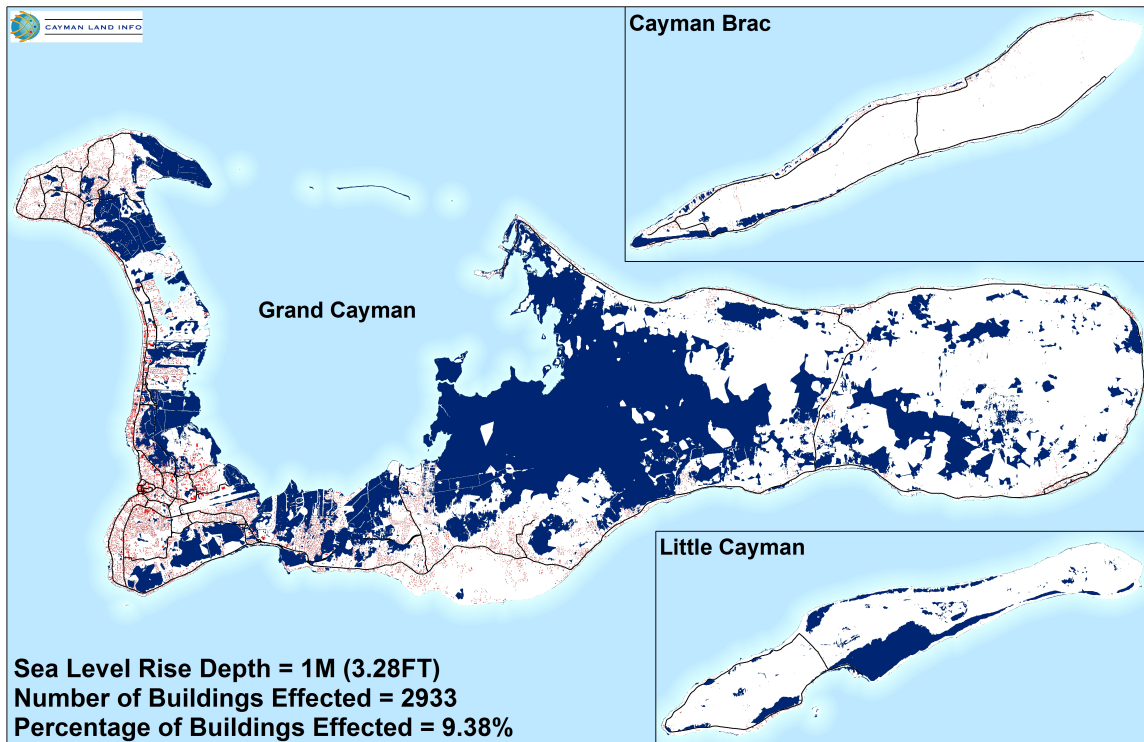 CAYMAN LAND INFO
Cayman Brac
Grand Cayman
Little Cayman
Sea Level Rise Depth = 1M (3.28FT)
Number of Buildings Effected = 2933
Percentage of Buildings Effected = 9.38%